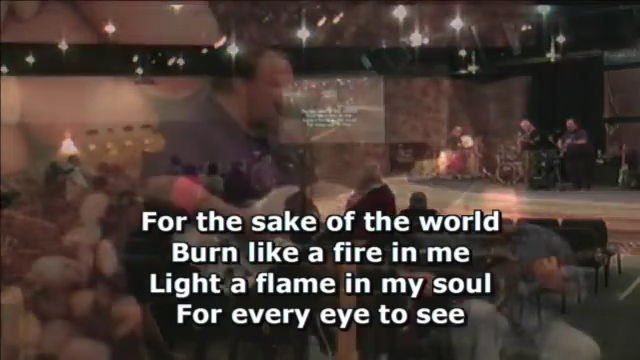 For the sake of the world
Burn like a fire in me
Light a flame in my soul
For every eye to see